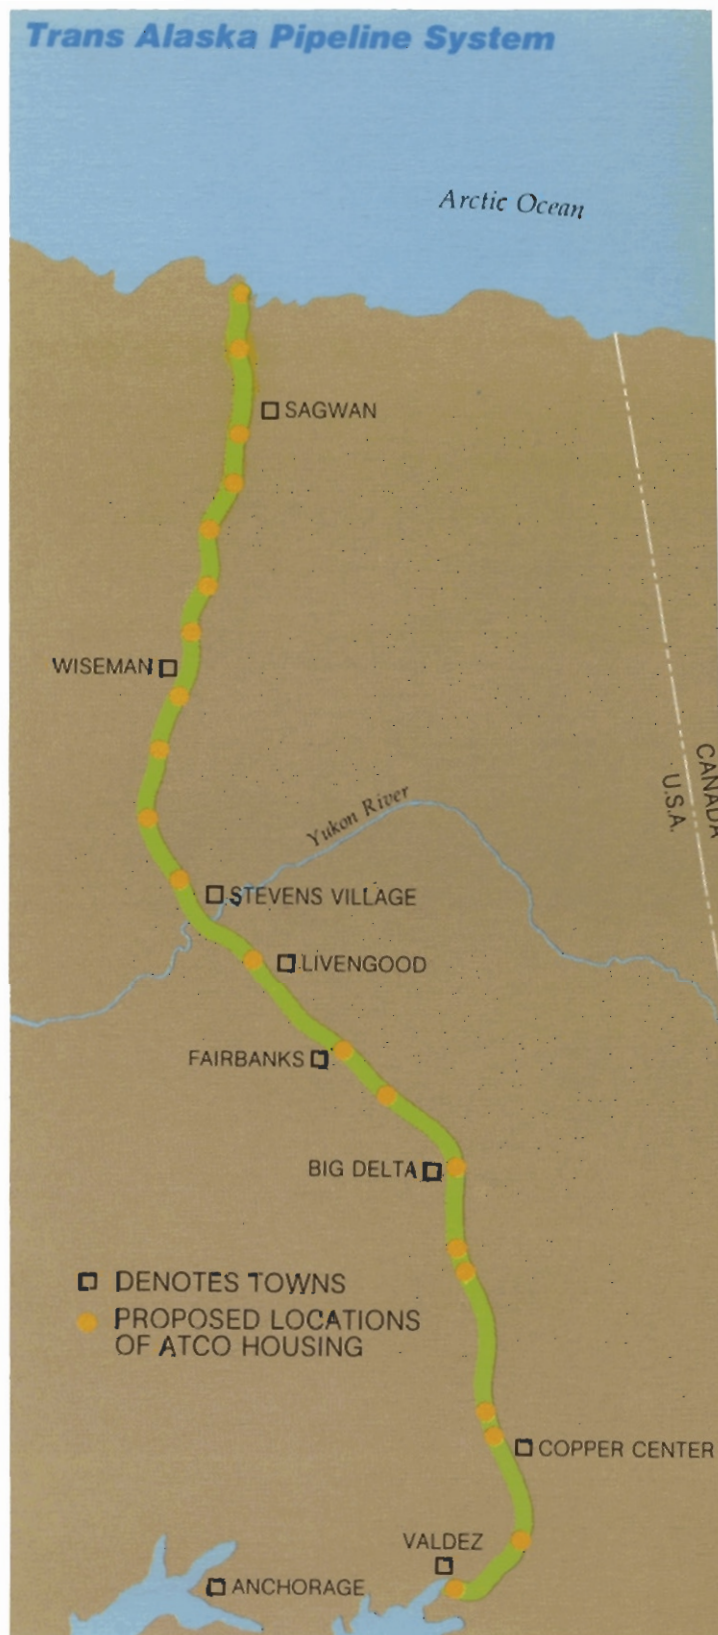 Trans Alaska Pipeline System
Arctic Ocean
SAGWAN
WISEMAN
CANADA
U.S.A.
Yukon River
STEVENS VILLAGE
LIVENGOOD
FAIRBANKS
BIG DELTA
DENOTES TOWNS
PROPOSED LOCATIONS
OF ATCO HOUSING
COPPER CENTER
VALDEZ
ANCHORAGE